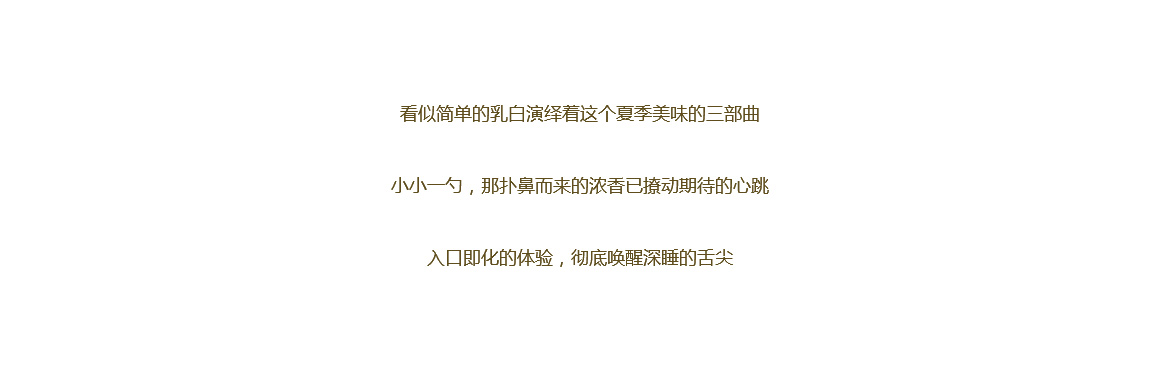 看似简单的乳白演绎着这个夏季美味的三部曲
小小一勺，那扑鼻而来的浓香已撩动期待的心跳
入口即化的体验，彻底唤醒深睡的舌尖